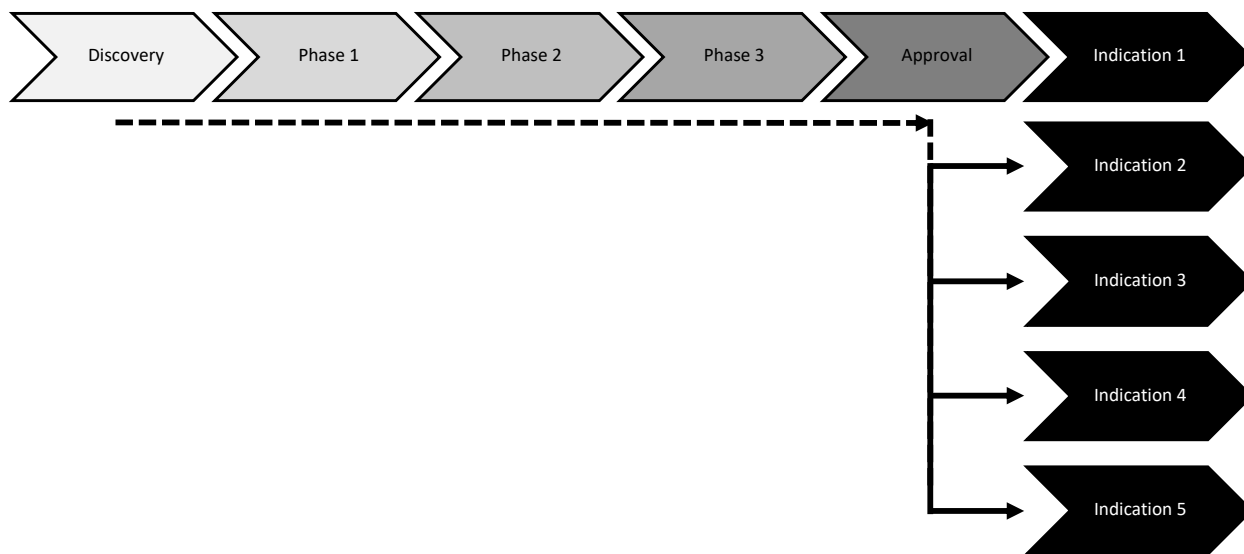 Discovery
Phase 1
Phase 2
Phase 3
Approval
Indication 1
Indication 2
Indication 3
Indication 4
Indication 5